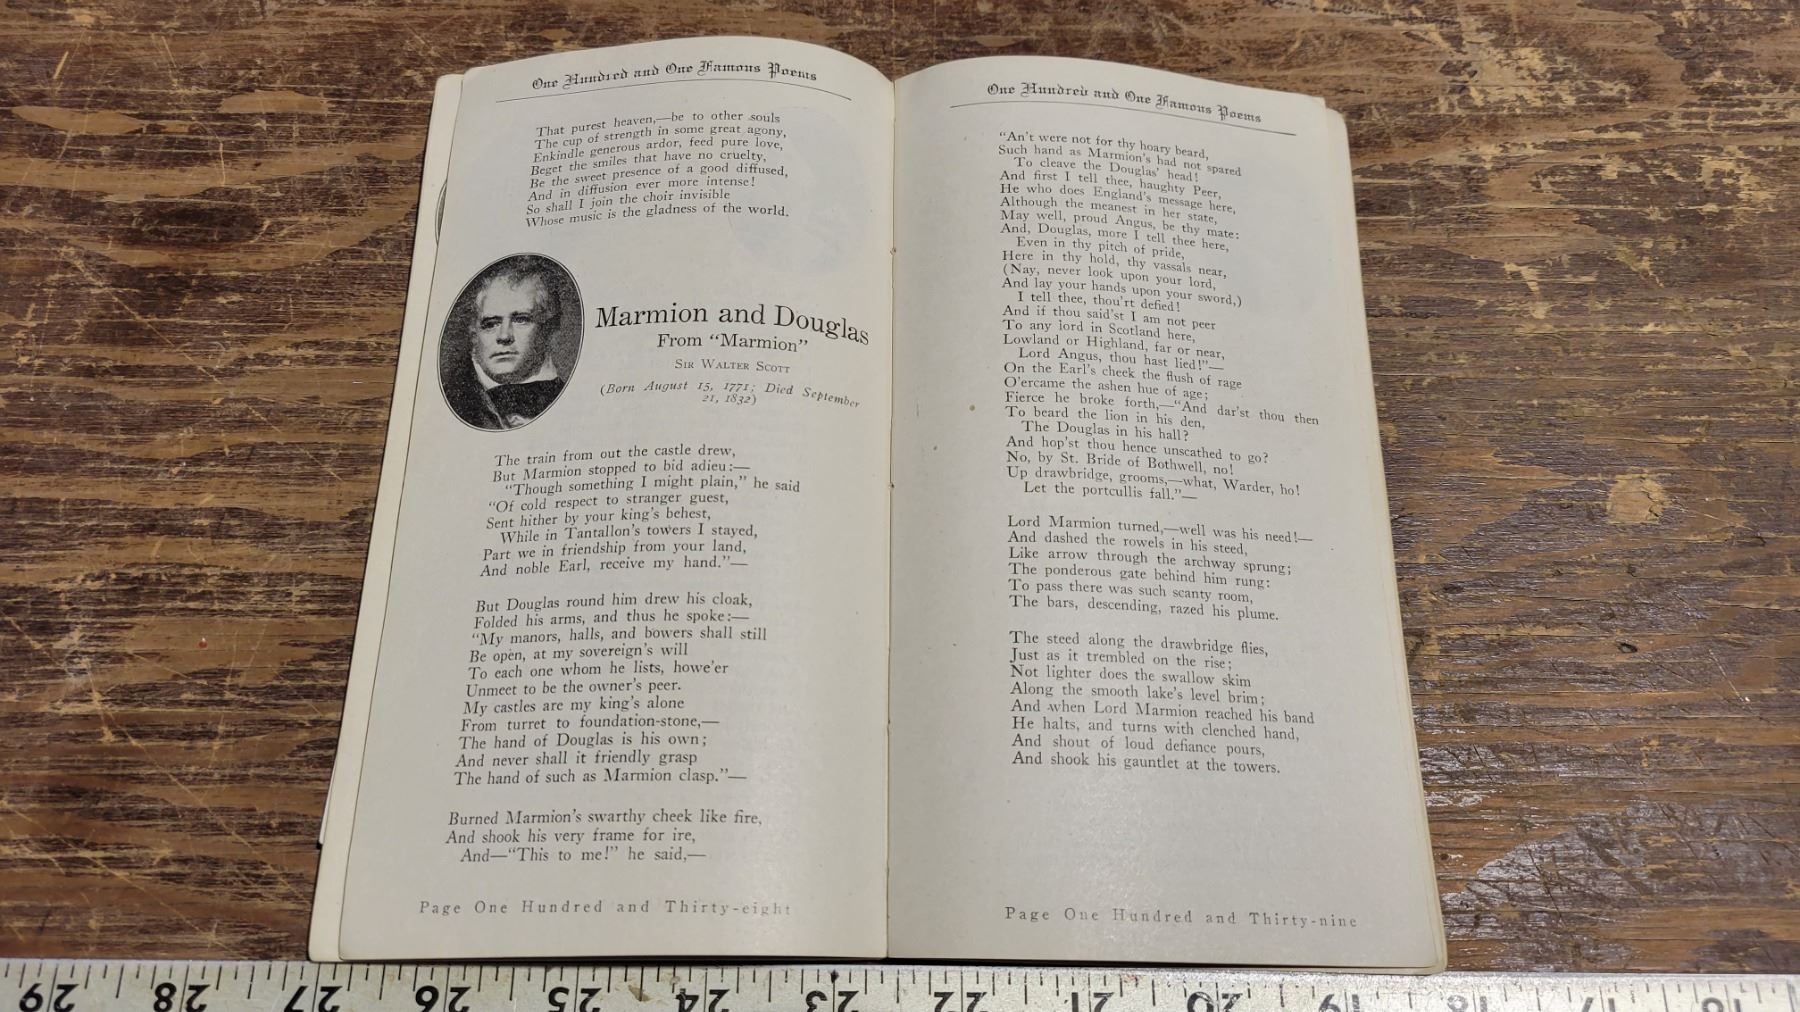 One Hundred and One Famous Poems
That purest heaven,—be to other souls
The cup of strength in some great agony,
Enkindle generous ardor, feed pure love,
Beget the smiles that have no cruelty,
Be the sweet presence of a good diffused,
And in diffusion ever more intense!
So shall I join the choir invisible
Whose music is the gladness of the world.
Marmion and Douglas
From “Marmion”
Sir Walter Scott
(Born August 15, 1771; Died September
21, 1832)
The train from out the castle drew,
But Marmion stopped to bid adieu:—
“Though something I might plain,” he said
“Of cold respect to stranger guest,
Sent hither by your king’s behest,
While in Tantallon’s towers I stayed,
Part we in friendship from your land,
And noble Earl, receive my hand.”—
But Douglas round him drew his cloak,
Folded his arms, and thus he spoke:—
“My manors, halls, and bowers shall still
Be open, at my sovereign’s will
To each one whom he lists, howe’er
Unmeet to be the owner’s peer.
My castles are my king’s alone
From turret to foundation-stone,—
The hand of Douglas is his own;
And never shall it friendly grasp
The hand of such as Marmion clasp.”—
Burned Marmion’s swarthy cheek like fire,
And shook his very frame for ire,
And—“This to me!” he said,—
Page One Hundred and Thirty-eight
One Hundred and One Famous Poems
“An’t were not for thy hoary beard,
Such hand as Marmion’s had not spared
To cleave the Douglas’ head!
And first I tell thee, haughty Peer,
He who does England’s message here,
Although the meanest in her state,
May well, proud Angus, be thy mate:
And, Douglas, more I tell thee here,
Even in thy pitch of pride,
Here in thy hold, thy vassals near,
(Nay, never look upon your lord,
And lay your hands upon your sword,)
I tell thee, thou’rt defied!
And if thou said’st I am not peer
To any lord in Scotland here,
Lowland or Highland, far or near,
Lord Angus, thou hast lied!”—
On the Earl’s cheek the flush of rage
O’ercame the ashen hue of age;
Fierce he broke forth,—“And dar’st thou then
To beard the lion in his den,
The Douglas in his hall?
And hop’st thou hence unscathed to go?
No, by St. Bride of Bothwell, no!
Up drawbridge, grooms,—what, Warder, ho!
Let the portcullis fall.”—
Lord Marmion turned,—well was his need!—
And dashed the rowels in his steed,
Like arrow through the archway sprung;
The ponderous gate behind him rung:
To pass there was such scanty room,
The bars, descending, razed his plume.
The steed along the drawbridge flies,
Just as it trembled on the rise;
Not lighter does the swallow skim
Along the smooth lake’s level brim;
And when Lord Marmion reached his band
He halts, and turns with clenched hand,
And shout of loud defiance pours,
And shook his gauntlet at the towers.
Page One Hundred and Thirty-nine
29 28 27 26 25 24 23 22 21 20 19 18 17 16